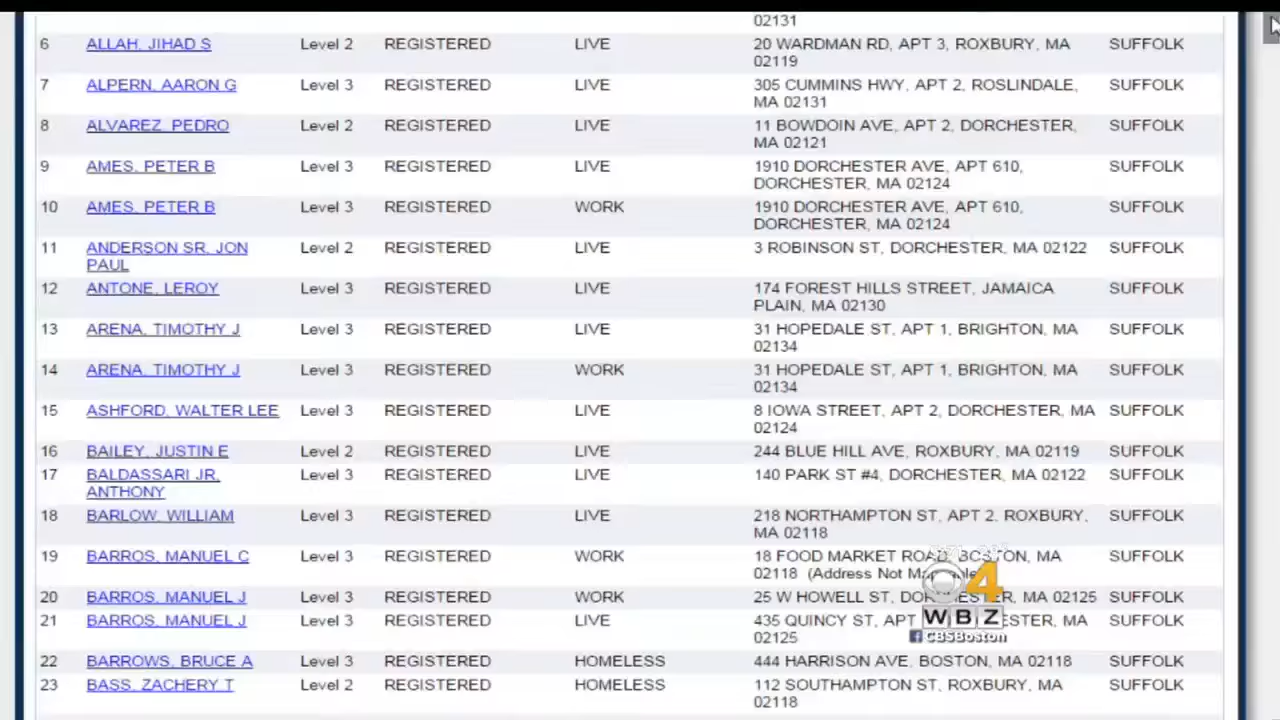 02131
6 ALLAH, JIHAD S Level 2 REGISTERED LIVE 20 WARDMAN RD, APT 3, ROXBURY, MA SUFFOLK
02119
7 ALPERN, AARON G Level 3 REGISTERED LIVE 305 CUMMINS HWY, APT 2, ROSLINDALE, SUFFOLK
MA 02131
8 ALVAREZ, PEDRO Level 2 REGISTERED LIVE 11 BOWDOIN AVE, APT 2, DORCHESTER, SUFFOLK
MA 02121
9 AMES, PETER B Level 3 REGISTERED LIVE 1910 DORCHESTER AVE, APT 610, SUFFOLK
DORCHESTER, MA 02124
10 AMES, PETER B Level 3 REGISTERED WORK 1910 DORCHESTER AVE, APT 610, SUFFOLK
DORCHESTER, MA 02124
11 ANDERSON SR, JON Level 2 REGISTERED LIVE 3 ROBINSON ST, DORCHESTER, MA 02122 SUFFOLK
PAUL
12 ANTONE, LEROY Level 3 REGISTERED LIVE 174 FOREST HILLS STREET, JAMAICA SUFFOLK
PLAIN, MA 02130
13 ARENA, TIMOTHY J Level 3 REGISTERED LIVE 31 HOPEDALE ST, APT 1, BRIGHTON, MA SUFFOLK
02134
14 ARENA, TIMOTHY J Level 3 REGISTERED WORK 31 HOPEDALE ST, APT 1, BRIGHTON, MA SUFFOLK
02134
15 ASHFORD, WALTER LEE Level 3 REGISTERED LIVE 8 IOWA STREET, APT 2, DORCHESTER, MA SUFFOLK
02124
16 BAILEY, JUSTIN E Level 2 REGISTERED LIVE 244 BLUE HILL AVE, ROXBURY, MA 02119 SUFFOLK
17 BALDASSARI JR, Level 3 REGISTERED LIVE 140 PARK ST #4, DORCHESTER, MA 02122 SUFFOLK
ANTHONY
18 BARLOW, WILLIAM Level 3 REGISTERED LIVE 218 NORTHAMPTON ST, APT 2, ROXBURY, SUFFOLK
MA 02118
19 BARROS, MANUEL C Level 3 REGISTERED WORK 18 FOOD MARKET ROAD, BOSTON, MA SUFFOLK
02118 (Address Not
20 BARROS, MANUEL J Level 3 REGISTERED WORK 25 W HOWELL ST, DORCHESTER, MA 02125 SUFFOLK
21 BARROS, MANUEL J Level 3 REGISTERED LIVE 435 QUINCY ST, APT MA SUFFOLK
02125
22 BARROWS, BRUCE A Level 3 REGISTERED HOMELESS 444 HARRISON AVE, BOSTON, MA 02118 SUFFOLK
23 BASS, ZACHERY T Level 2 REGISTERED HOMELESS 112 SOUTHAMPTON ST, ROXBURY, MA SUFFOLK
02118
4
WBZ
CBSBoston